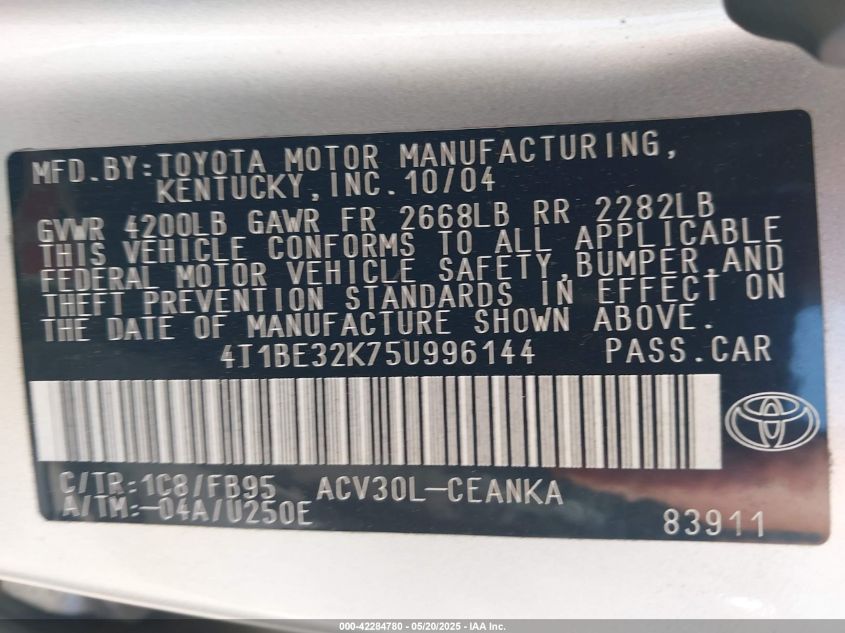 MFD.BY:TOYOTA MOTOR MANUFACTURING,
KENTUCKY,INC.10/04
GVWR 4200LB GAWR FR 2668LB RR 2282LB
THIS VEHICLE CONFORMS TO ALL APPLICABLE
FEDERAL MOTOR VEHICLE SAFETY,BUMPER,AND
THEFT PREVENTION STANDARDS IN EFFECT ON
THE DATE OF MANUFACTURE SHOWN ABOVE.
4T1BE32K75U996144 PASS.CAR
C/TR:1C8/FB95 ACV30L-CEANKA
A/TM:-04A/U250E
83911
000-42284780 - 05/20/2025 - IAA Inc.